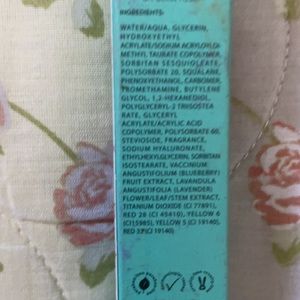 INGREDIENTS:
WATER/AQUA, GLYCERIN,
HYDROXYETHYL
ACRYLATE/SODIUM ACRYLOYLDI
METHYL TAURATE COPOLYMER,
SORBITAN SESQUIOLEATE,
POLYSORBATE 20, SQUALANE,
PHENOXYETHANOL, CARBOMER,
TROMETHAMINE, BUTYLENE
GLYCOL, 1,2-HEXANEDIOL,
POLYGLYCERYL-2 TRIISOSTEA
RATE, GLYCERYL
ACRYLATE/ACRYLIC ACID
COPOLYMER, POLYSORBATE 60,
STEVIOSIDE, FRAGRANCE,
SODIUM HYALURONATE,
ETHYLHEXYLGLYCERIN, SORBITAN
ISOSTEARATE, VACCINIUM
ANGUSTIFOLIUM (BLUEBERRY)
FRUIT EXTRACT, LAVANDULA
ANGUSTIFOLIA (LAVENDER)
FLOWER/LEAF/STEM EXTRACT,
TITANIUM DIOXIDE (CI 77891),
RED 28 (CI 45410), YELLOW 6
(CI15985), YELLOW 5 (CI 19140),
RED 33 (CI 19140)